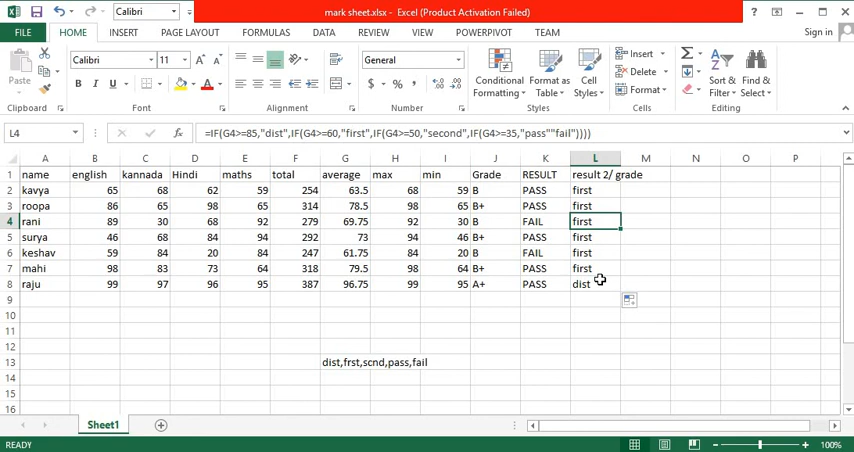 mark sheet.xlsx - Excel (Product Activation Failed)
Calibri
FILE HOME INSERT PAGE LAYOUT FORMULAS DATA REVIEW VIEW POWERPIVOT TEAM Sign in
Paste
Clipboard
Calibri 11
B I U
Font
Alignment
General
$ % ,
Number
Conditional Formatting
Format as Table
Cell Styles
Styles
Insert
Delete
Format
Cells
Sort & Filter
Find & Select
Editing
L4 fx =IF(G4>=85,"dist",IF(G4>=60,"first",IF(G4>=50,"second",IF(G4>=35,"pass""fail"))))
A B C D E F G H I J K L M N O P
1 name english kannada Hindi maths total average max min Grade RESULT result 2/ grade
2 kavya 65 68 62 59 254 63.5 68 59 B PASS first
3 roopa 86 65 98 65 314 78.5 98 65 B+ PASS first
4 rani 89 30 68 92 279 69.75 92 30 B FAIL first
5 surya 46 68 84 94 292 73 94 46 B+ PASS first
6 keshav 59 84 20 84 247 61.75 84 20 B FAIL first
7 mahi 98 83 73 64 318 79.5 98 64 B+ PASS first
8 raju 99 97 96 95 387 96.75 99 95 A+ PASS dist
9
10
11
12
13 dist,frst,scnd,pass,fail
14
15
16
Sheet1
READY 100%